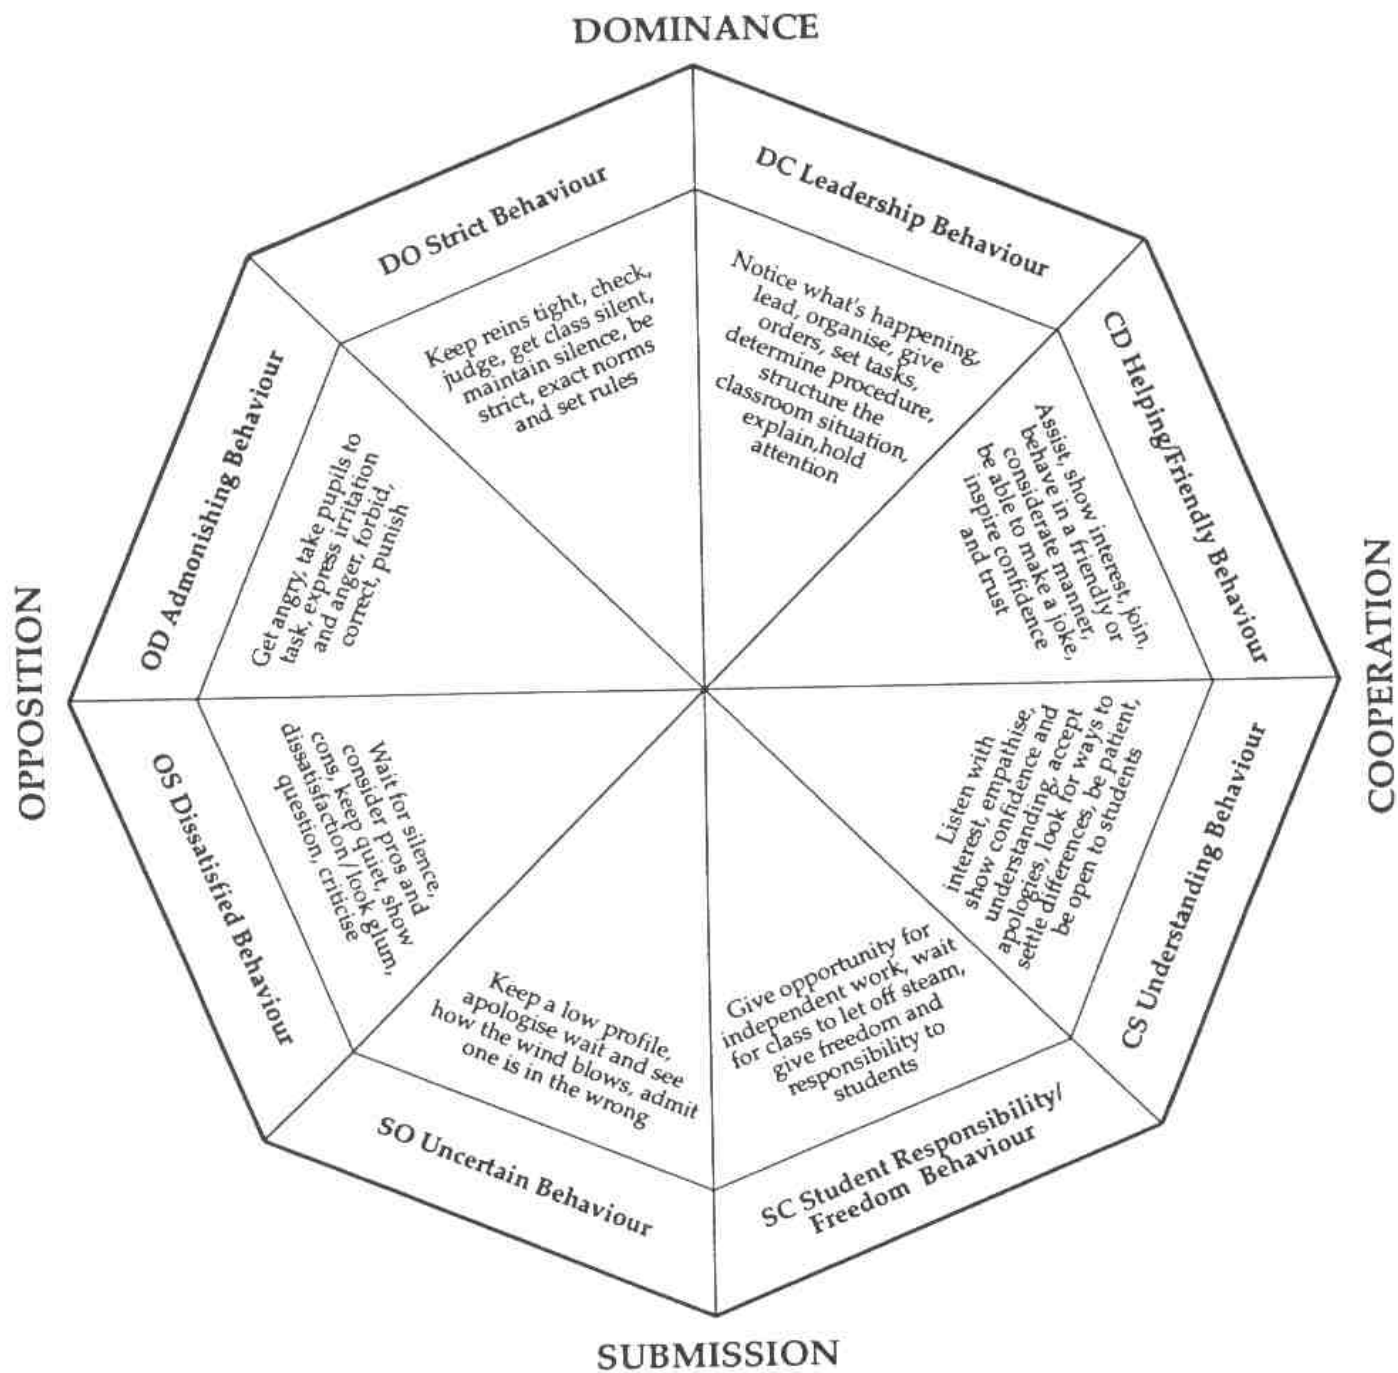 DOMINANCE
DC Leadership Behaviour
Notice what's happening,
lead, organise, give
orders, set tasks,
determine procedure,
structure the
classroom situation,
explain,hold
attention
CD Helping/Friendly Behaviour
Assist, show interest, join,
behave in a friendly or
considerate manner,
be able to make a joke,
inspire confidence
and trust
COOPERATION
CS Understanding Behaviour
Listen with
interest, empathise,
show confidence and
understanding, accept
apologies, look for ways to
settle differences, be patient,
be open to students
SC Student Responsibility/
Freedom Behaviour
Give opportunity for
independent work, wait
for class to let off steam,
give freedom and
responsibility to
students
SUBMISSION
SO Uncertain Behaviour
Keep a low profile,
apologise wait and see
how the wind blows, admit
one is in the wrong
OS Dissatisfied Behaviour
Wait for silence,
consider pros and
cons, keep quiet, show
dissatisfaction/look glum,
question, criticise
OPPOSITION
OD Admonishing Behaviour
Get angry, take pupils to
task, express irritation
and anger, forbid,
correct, punish
DO Strict Behaviour
Keep reins tight, check,
judge, get class silent,
maintain silence, be
strict, exact norms
and set rules